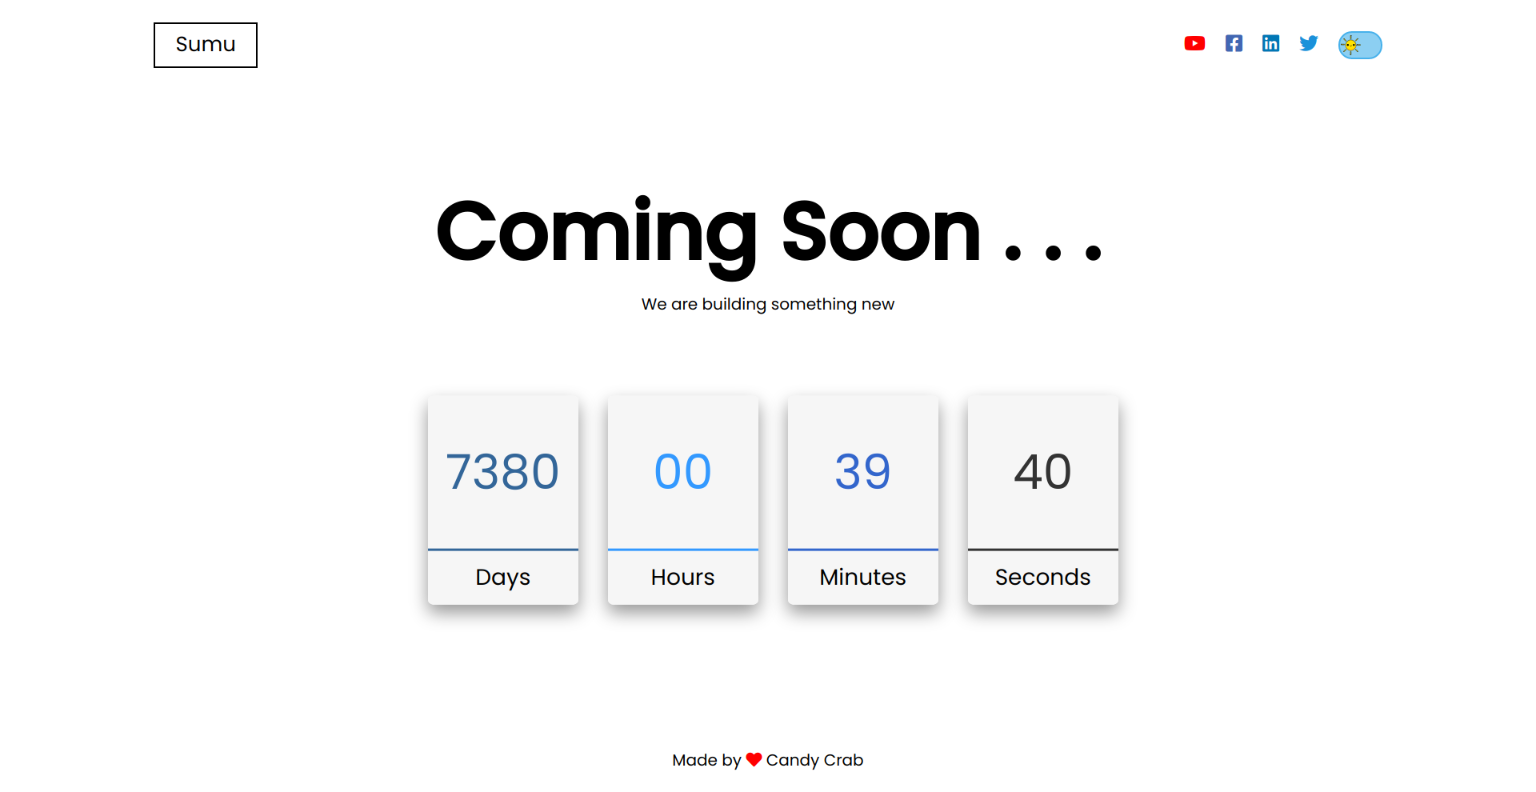 Sumu
Coming Soon . . .
We are building something new
7380
00
39
40
Days
Hours
Minutes
Seconds
Made by ❤ Candy Crab